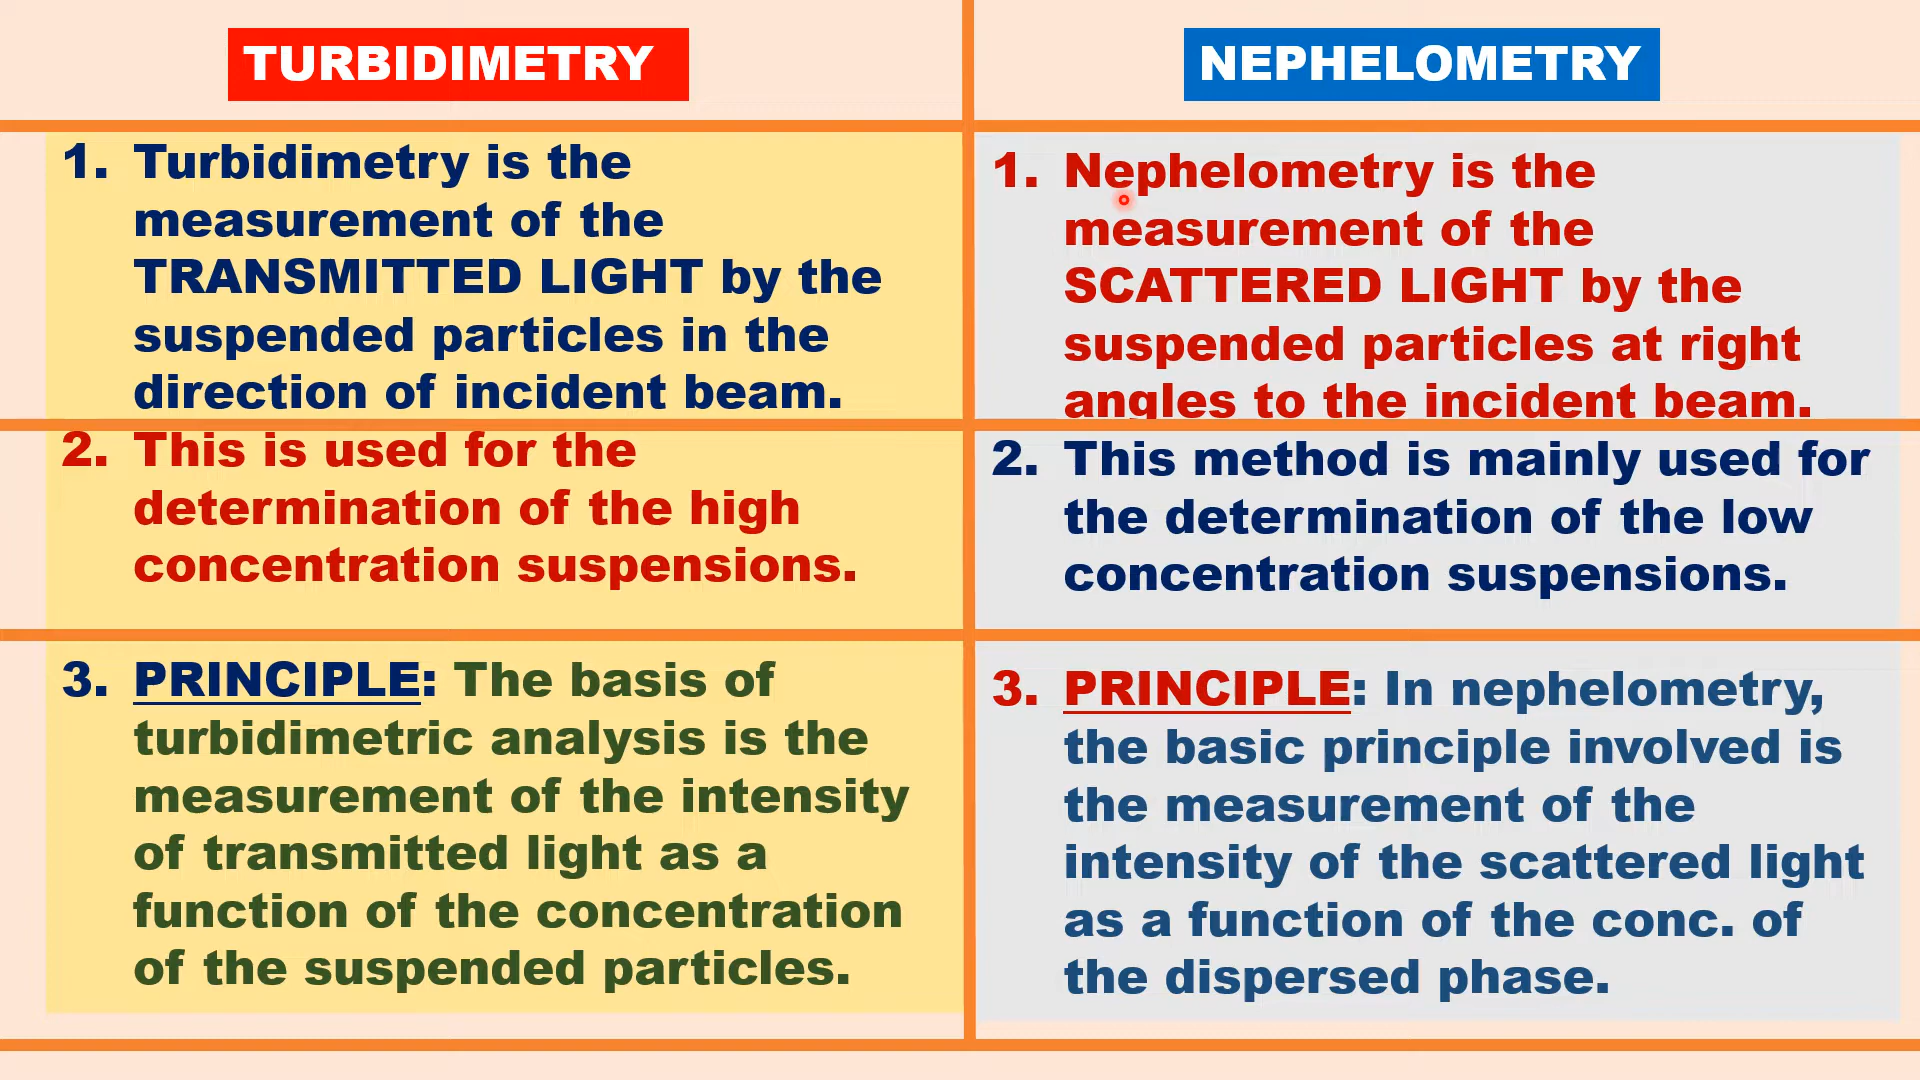 TURBIDIMETRY
NEPHELOMETRY
1. Turbidimetry is the
measurement of the
TRANSMITTED LIGHT by the
suspended particles in the
direction of incident beam.
1. Nephelometry is the
measurement of the
SCATTERED LIGHT by the
suspended particles at right
angles to the incident beam.
2. This is used for the
determination of the high
concentration suspensions.
2. This method is mainly used for
the determination of the low
concentration suspensions.
3. PRINCIPLE: The basis of
turbidimetric analysis is the
measurement of the intensity
of transmitted light as a
function of the concentration
of the suspended particles.
3. PRINCIPLE: In nephelometry,
the basic principle involved is
the measurement of the
intensity of the scattered light
as a function of the conc. of
the dispersed phase.